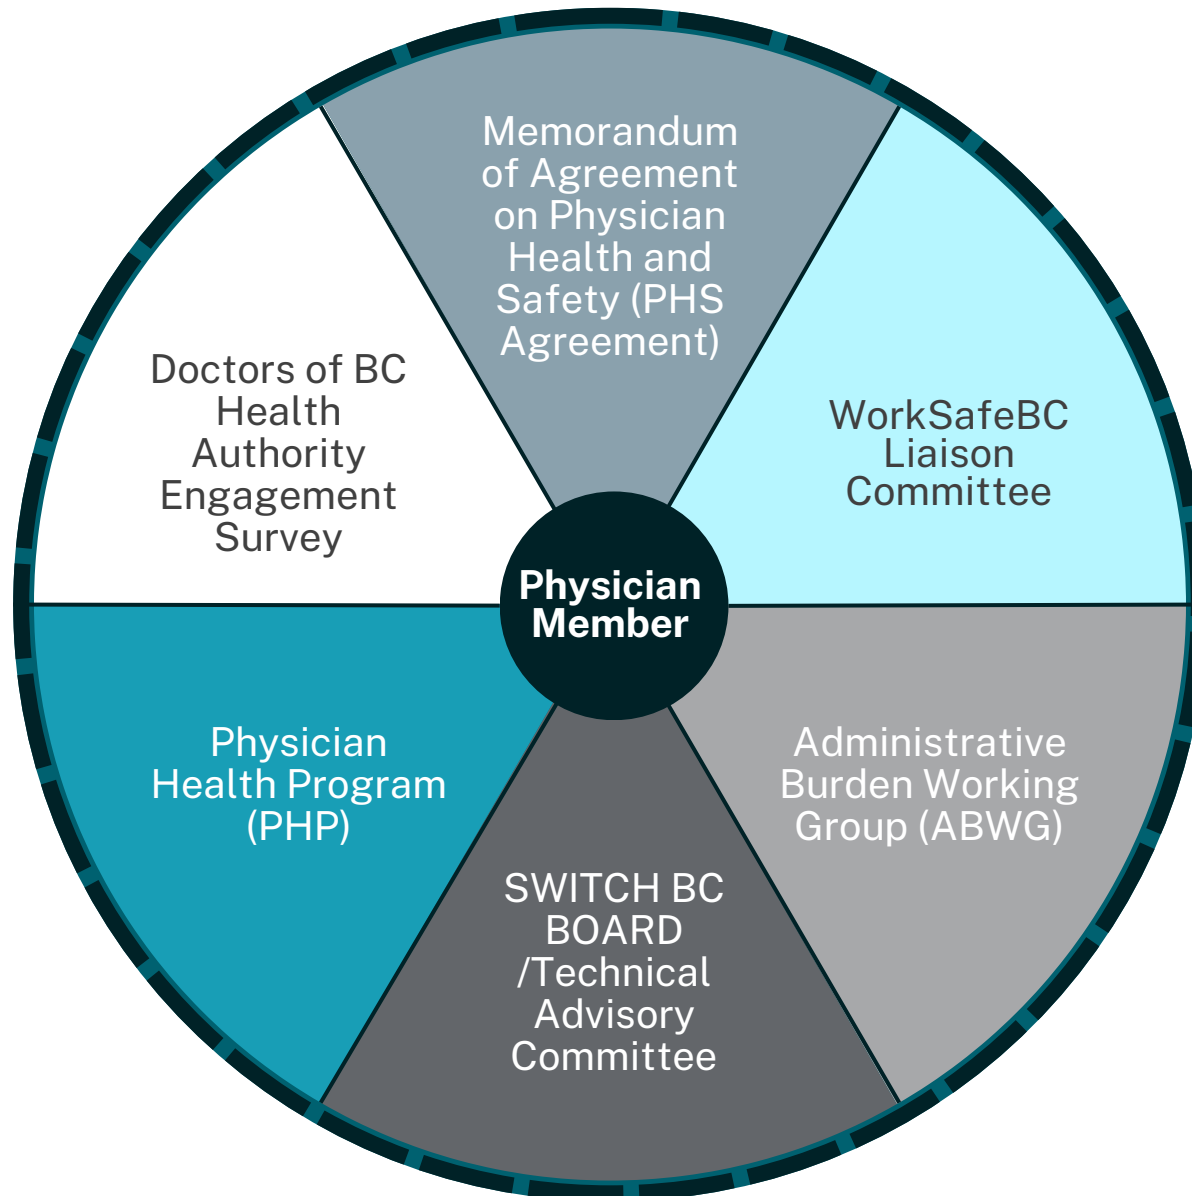 Memorandum
of Agreement
on Physician
Health and
Safety (PHS
Agreement)
WorkSafeBC
Liaison
Committee
Administrative
Burden Working
Group (ABWG)
SWITCH BC
BOARD
/Technical
Advisory
Committee
Physician
Health Program
(PHP)
Doctors of BC
Health
Authority
Engagement
Survey
Physician
Member